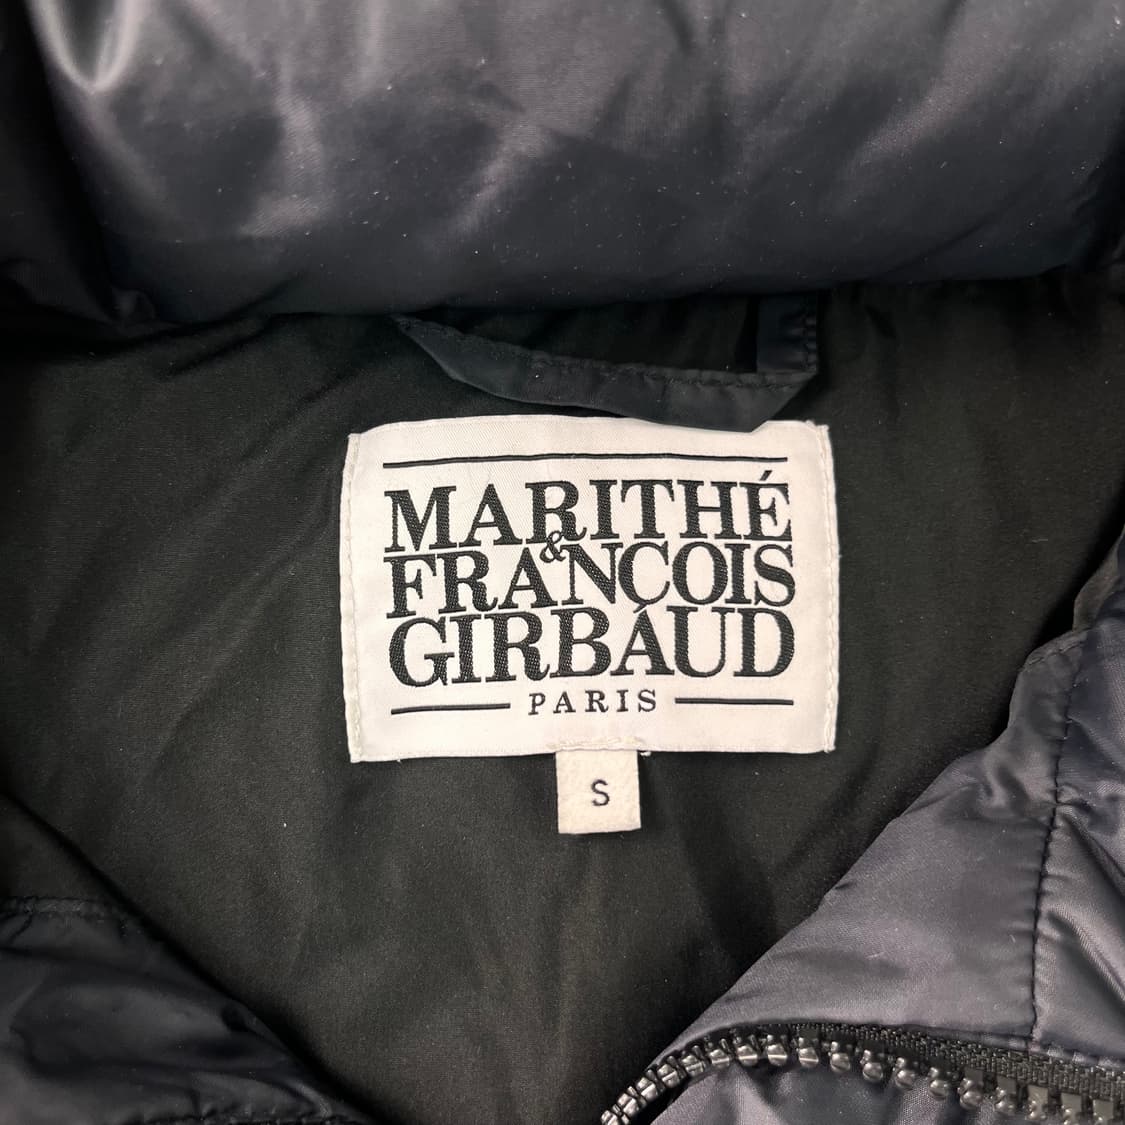 MARITHÉ
&
FRANÇOIS
GIRBAUD
PARIS
S